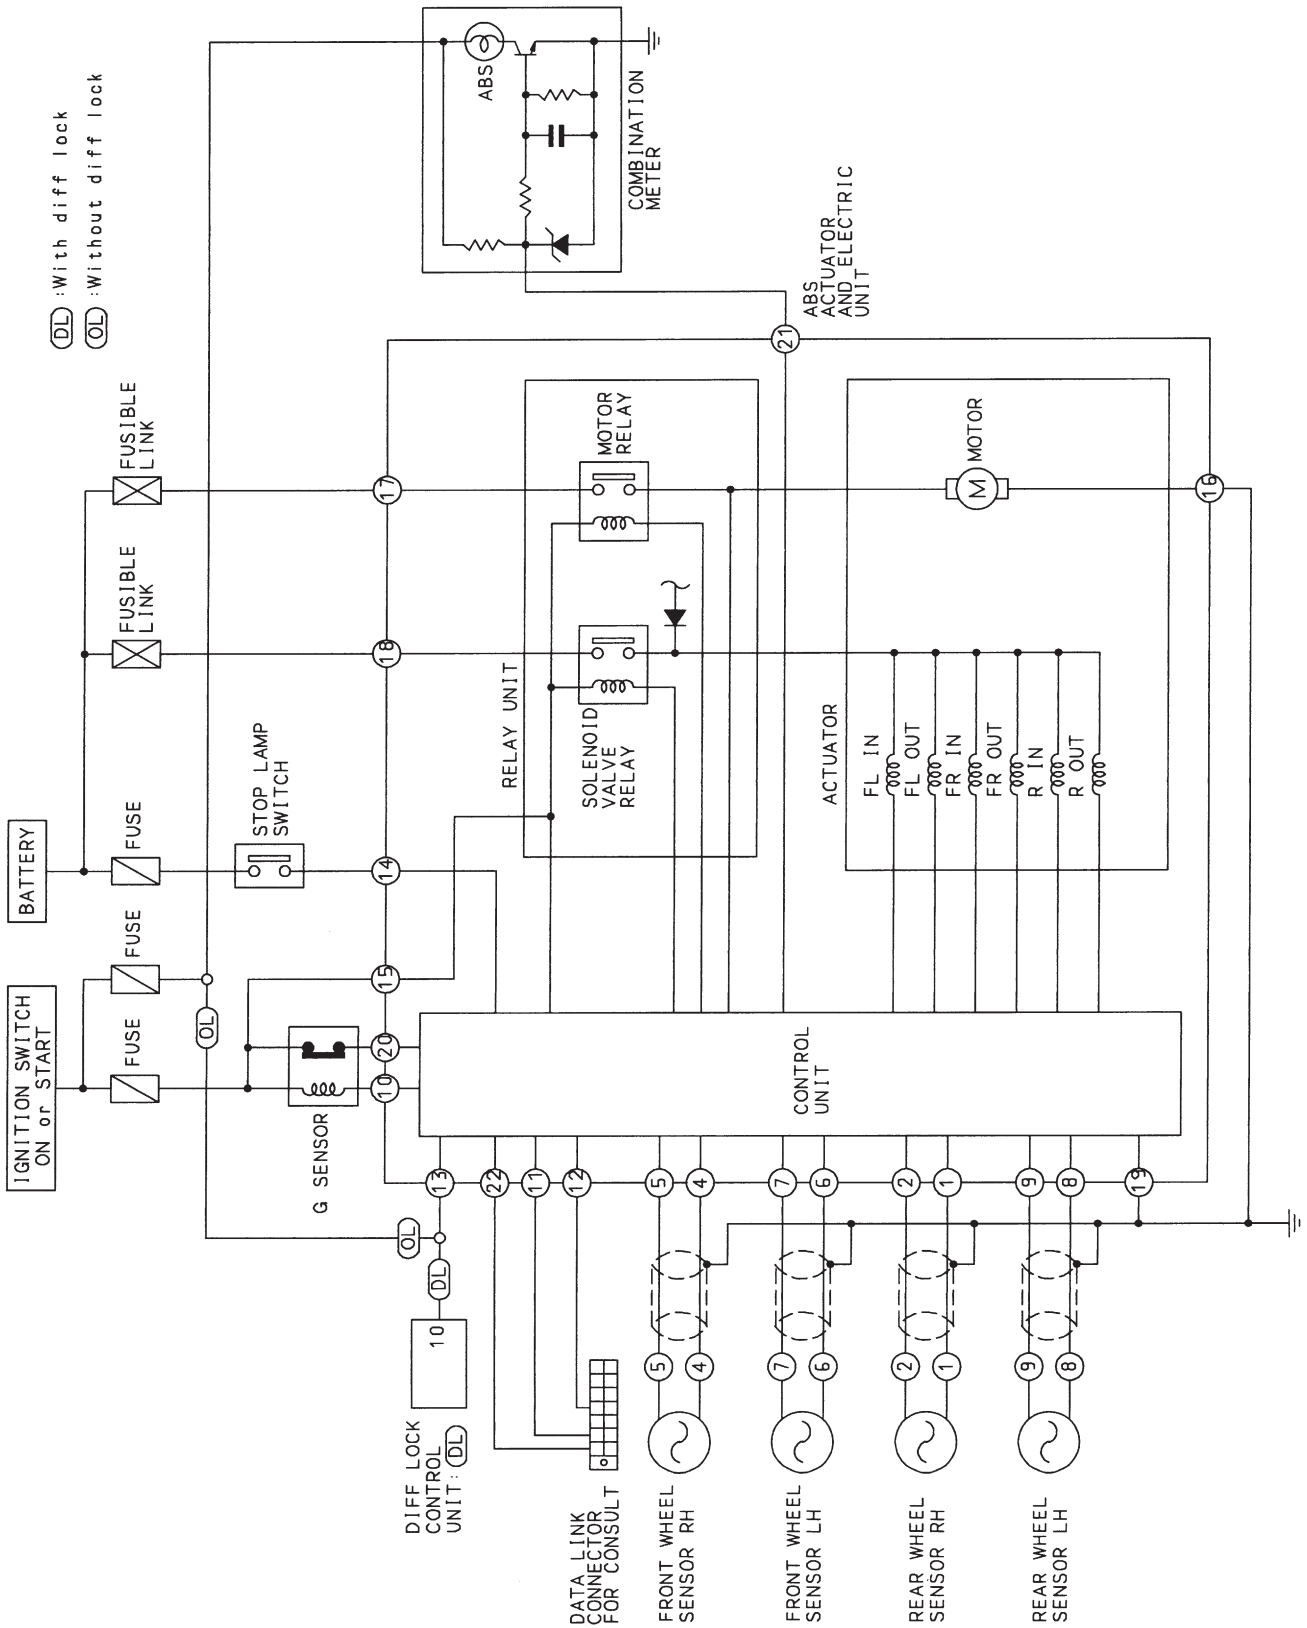 DL :With diff lock
OL :Without diff lock
BATTERY
IGNITION SWITCH
ON or START
FUSE
FUSE
FUSE
FUSIBLE
LINK
FUSIBLE
LINK
STOP LAMP
SWITCH
OL
G SENSOR
ABS
COMBINATION
METER
10
20
15
14
18
17
21
ABS
ACTUATOR
AND ELECTRIC
UNIT
RELAY UNIT
SOLENOID
VALVE
RELAY
MOTOR
RELAY
ACTUATOR
FL IN
FL OUT
FR IN
FR OUT
R IN
R OUT
MOTOR
M
16
CONTROL
UNIT
13
22
11
12
5
4
7
6
2
1
9
8
19
OL
DL
10
DIFF LOCK
CONTROL
UNIT: DL
DATA LINK
CONNECTOR
FOR CONSULT
5
4
FRONT WHEEL
SENSOR RH
7
6
FRONT WHEEL
SENSOR LH
2
1
REAR WHEEL
SENSOR RH
9
8
REAR WHEEL
SENSOR LH